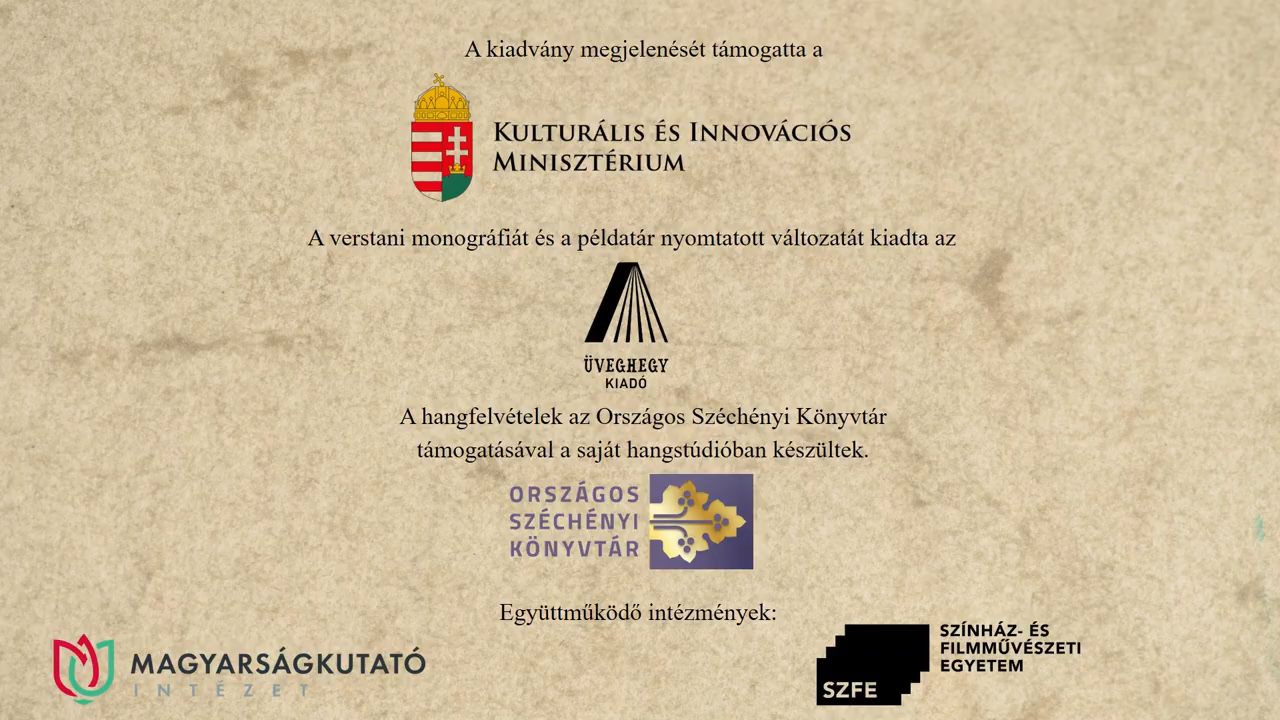 A kiadvány megjelenését támogatta a
Kulturális és Innovációs
Minisztérium
A verstani monográfiát és a példatár nyomtatott változatát kiadta az
ÜVEGHEGY
KIADÓ
A hangfelvételek az Országos Széchényi Könyvtár
támogatásával a saját hangstúdióban készültek.
ORSZÁGOS
SZÉCHÉNYI
KÖNYVTÁR
Együttműködő intézmények:
MAGYARSÁGKUTATÓ
INTÉZET
SZFE
SZÍNHÁZ- ÉS
FILMMŰVÉSZETI
EGYETEM